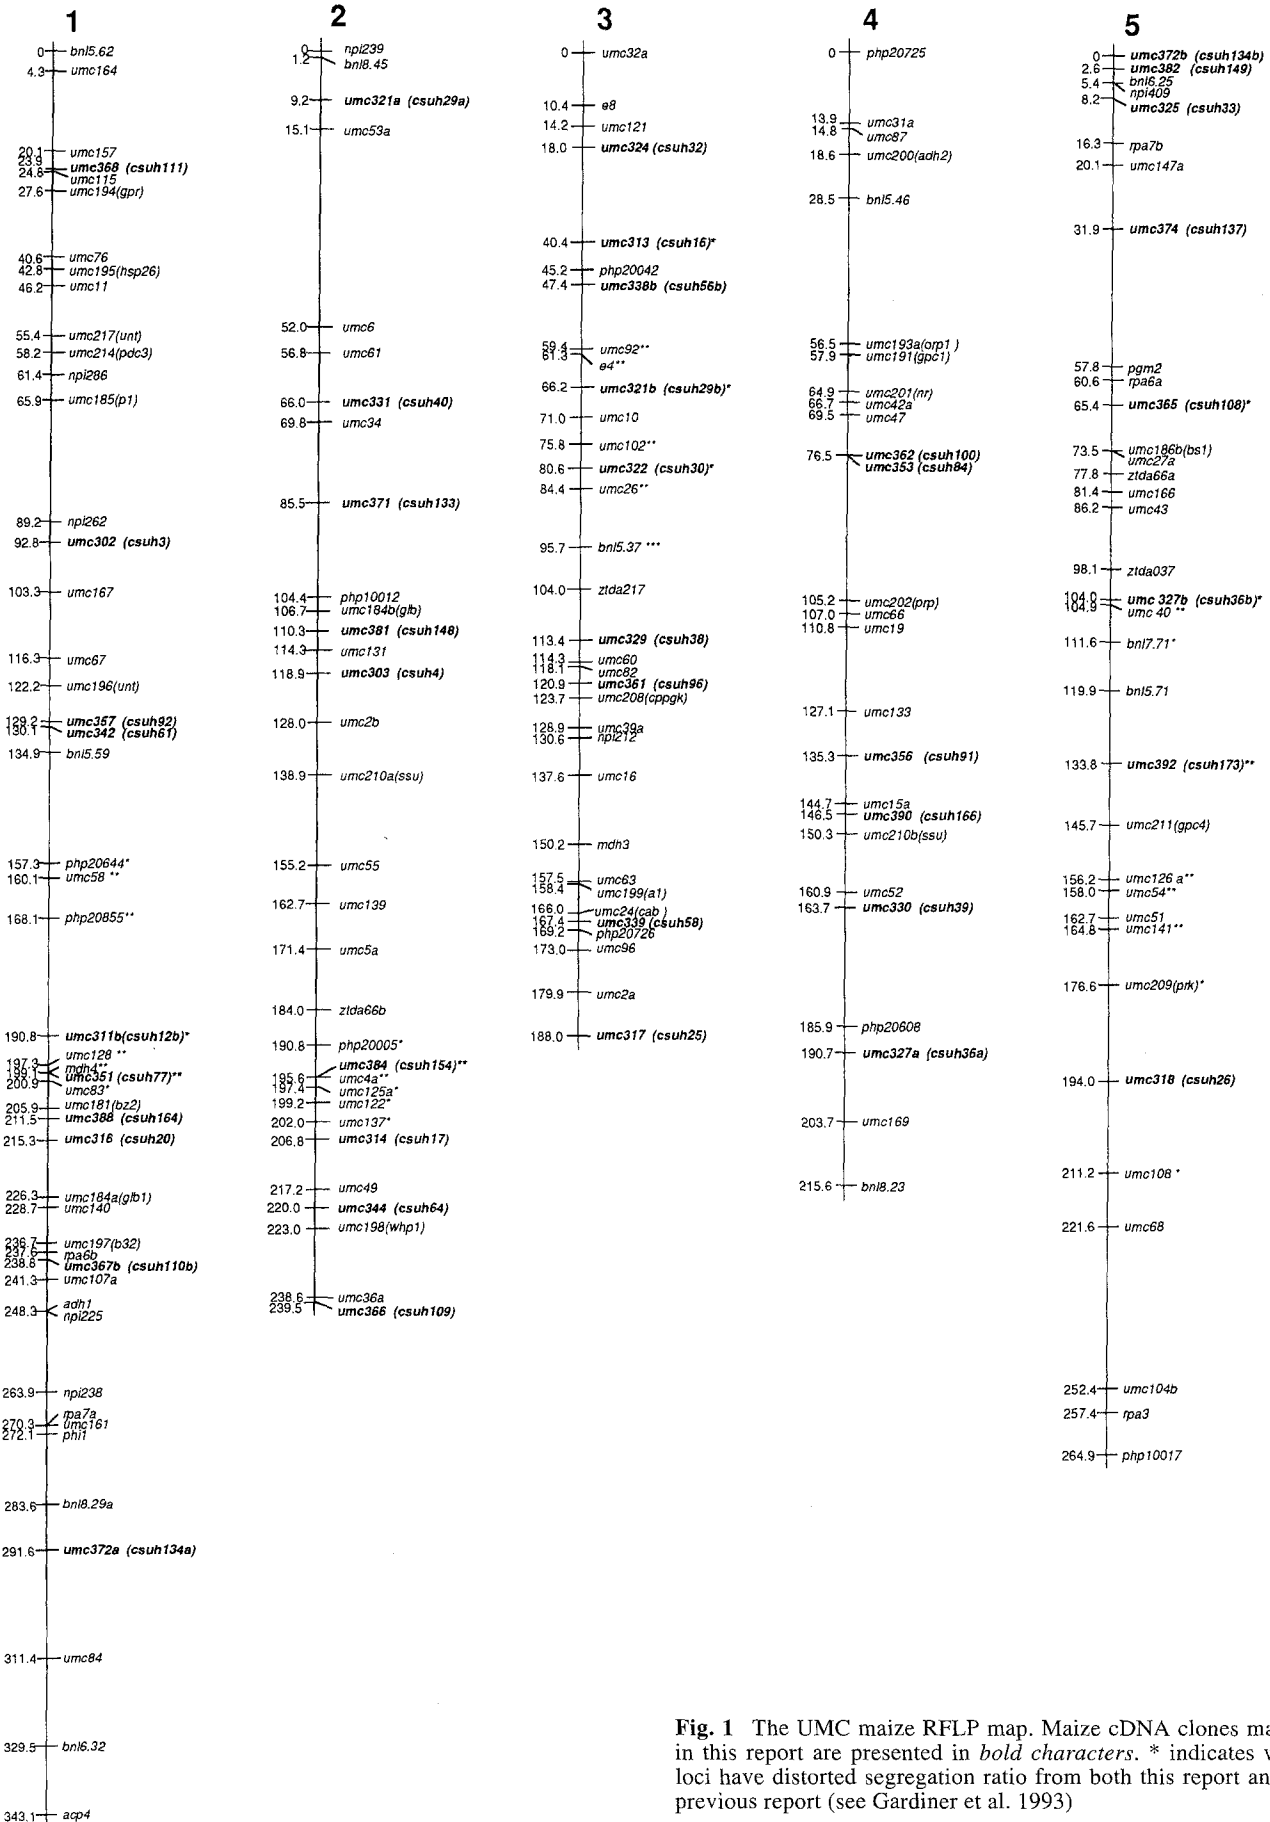 1
0 bnl5.62
4.3 umc164
20.1 umc157
23.9 umc368 (csuh111)
24.8 umc115
27.6 umc194(gpr)
40.6 umc76
42.8 umc195(hsp26)
46.2 umc11
55.4 umc217(unt)
58.2 umc214(pdc3)
61.4 npi286
65.9 umc185(p1)
89.2 npi262
92.8 umc302 (csuh3)
103.3 umc167
116.3 umc67
122.2 umc196(unt)
129.2 umc357 (csuh92)
130.1 umc342 (csuh61)
134.9 bnl5.59
157.3 php20644*
160.1 umc58 **
168.1 php20855**
190.8 umc311b(csuh12b)*
197.3 umc128 **
199.1 mdh4**
umc351 (csuh77)**
200.9 umc83*
205.9 umc181(bz2)
211.5 umc388 (csuh164)
215.3 umc316 (csuh20)
226.3 umc184a(glb1)
228.7 umc140
236.7 umc197(b32)
237.6 rpa6b
238.8 umc367b (csuh110b)
241.3 umc107a
248.3 adh1
npi225
263.9 npi238
rpa7a
270.3 umc161
272.1 phi1
283.6 bnl8.29a
291.6 umc372a (csuh134a)
311.4 umc84
329.5 bnl6.32
343.1 acp4
2
0 npi239
1.2 bnl8.45
9.2 umc321a (csuh29a)
15.1 umc53a
52.0 umc6
56.8 umc61
66.0 umc331 (csuh40)
69.8 umc34
85.5 umc371 (csuh133)
104.4 php10012
106.7 umc184b(glb)
110.3 umc381 (csuh148)
114.3 umc131
118.9 umc303 (csuh4)
128.0 umc2b
138.9 umc210a(ssu)
155.2 umc55
162.7 umc139
171.4 umc5a
184.0 ztda66b
190.8 php20005*
umc384 (csuh154)**
195.6 umc4a**
197.4 umc125a*
199.2 umc122*
202.0 umc137*
206.8 umc314 (csuh17)
217.2 umc49
220.0 umc344 (csuh64)
223.0 umc198(whp1)
238.6 umc36a
239.5 umc366 (csuh109)
3
0 umc32a
10.4 e8
14.2 umc121
18.0 umc324 (csuh32)
40.4 umc313 (csuh16)*
45.2 php20042
47.4 umc338b (csuh56b)
59.4 umc92**
61.3 e4**
66.2 umc321b (csuh29b)*
71.0 umc10
75.8 umc102**
80.6 umc322 (csuh30)*
84.4 umc26**
95.7 bnl5.37 ***
104.0 ztda217
113.4 umc329 (csuh38)
114.3 umc60
118.1 umc82
120.9 umc361 (csuh96)
123.7 umc208(cppgk)
128.9 umc39a
130.6 npi212
137.6 umc16
150.2 mdh3
157.5 umc63
158.4 umc199(a1)
166.0 umc24(cab )
167.4 umc339 (csuh58)
169.2 php20726
173.0 umc96
179.9 umc2a
188.0 umc317 (csuh25)
4
0 php20725
13.9 umc31a
14.8 umc87
18.6 umc200(adh2)
28.5 bnl5.46
56.5 umc193a(orp1 )
57.9 umc191(gpc1)
64.9 umc201(nr)
66.7 umc42a
69.5 umc47
76.5 umc362 (csuh100)
umc353 (csuh84)
105.2 umc202(prp)
107.0 umc66
110.8 umc19
127.1 umc133
135.3 umc356 (csuh91)
144.7 umc15a
146.5 umc390 (csuh166)
150.3 umc210b(ssu)
160.9 umc52
163.7 umc330 (csuh39)
185.9 php20608
190.7 umc327a (csuh36a)
203.7 umc169
215.6 bnl8.23
5
0 umc372b (csuh134b)
2.6 umc382 (csuh149)
5.4 bnl6.25
npi409
8.2 umc325 (csuh33)
16.3 rpa7b
20.1 umc147a
31.9 umc374 (csuh137)
57.8 pgm2
60.6 rpa6a
65.4 umc365 (csuh108)*
73.5 umc186b(bs1)
umc27a
77.8 ztda66a
81.4 umc166
86.2 umc43
98.1 ztda037
104.0 umc 327b (csuh36b)*
104.9 umc 40 **
111.6 bnl7.71*
119.9 bnl5.71
133.8 umc392 (csuh173)**
145.7 umc211(gpc4)
156.2 umc126 a**
158.0 umc54**
162.7 umc51
164.8 umc141**
176.6 umc209(prk)*
194.0 umc318 (csuh26)
211.2 umc108 *
221.6 umc68
252.4 umc104b
257.4 rpa3
264.9 php10017
Fig. 1 The UMC maize RFLP map. Maize cDNA clones ma
in this report are presented in bold characters. * indicates
loci have distorted segregation ratio from both this report an
previous report (see Gardiner et al. 1993)